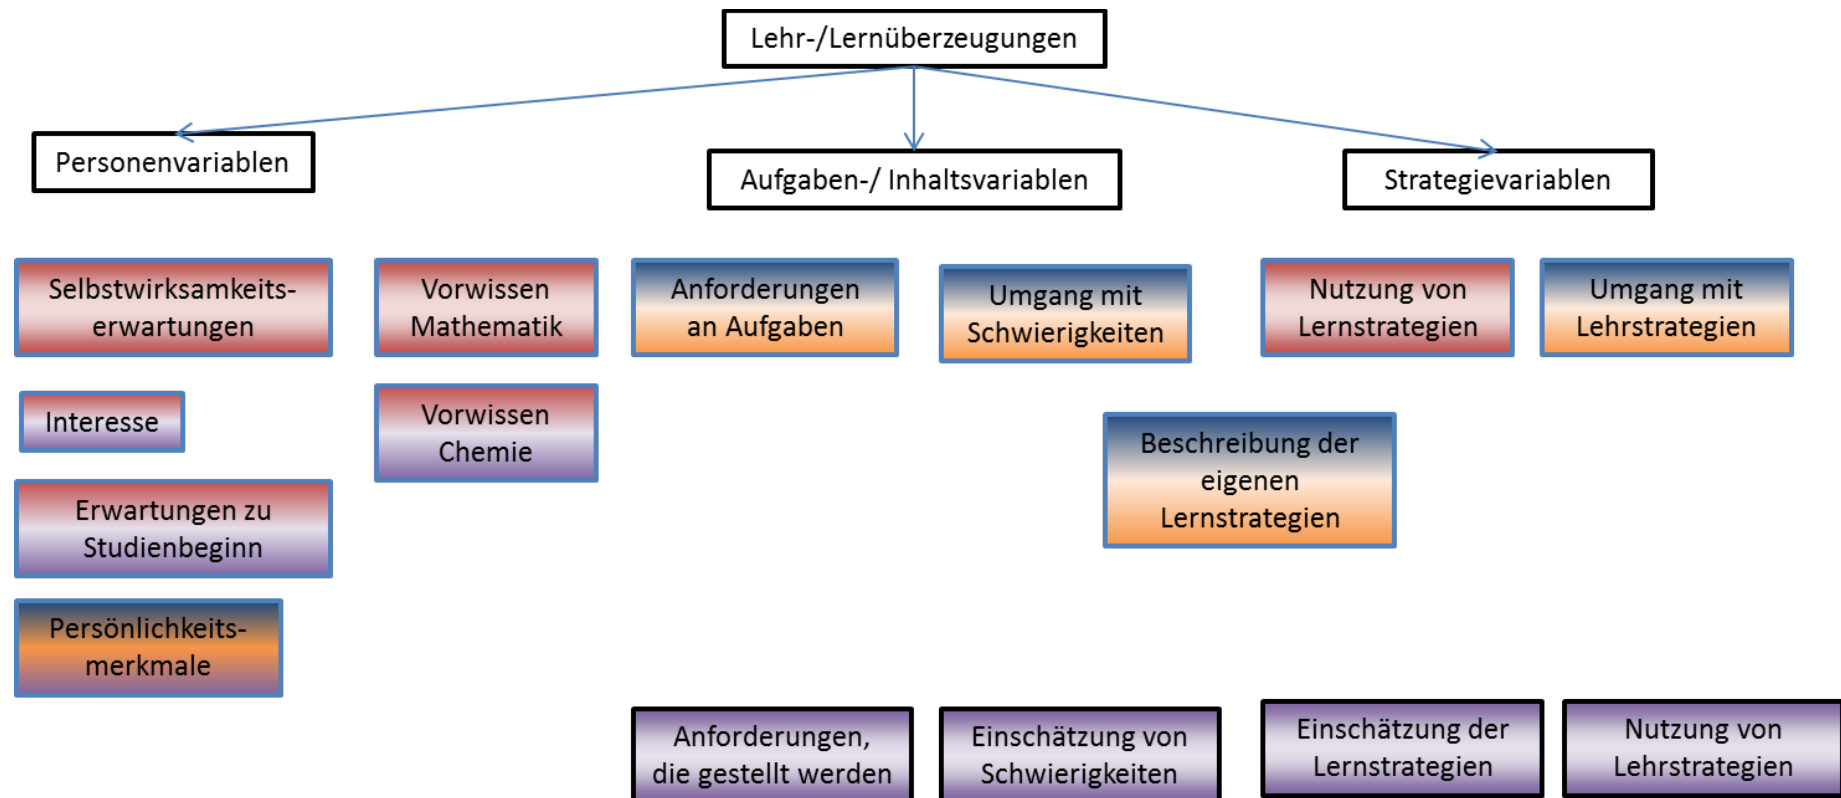 Lehr-/Lernüberzeugungen
Personenvariablen
Aufgaben-/ Inhaltsvariablen
Strategievariablen
Selbstwirksamkeits-
erwartungen
Vorwissen
Mathematik
Anforderungen
an Aufgaben
Umgang mit
Schwierigkeiten
Nutzung von
Lernstrategien
Umgang mit
Lehrstrategien
Interesse
Vorwissen
Chemie
Beschreibung der
eigenen
Lernstrategien
Erwartungen zu
Studienbeginn
Persönlichkeits-
merkmale
Anforderungen,
die gestellt werden
Einschätzung von
Schwierigkeiten
Einschätzung der
Lernstrategien
Nutzung von
Lehrstrategien